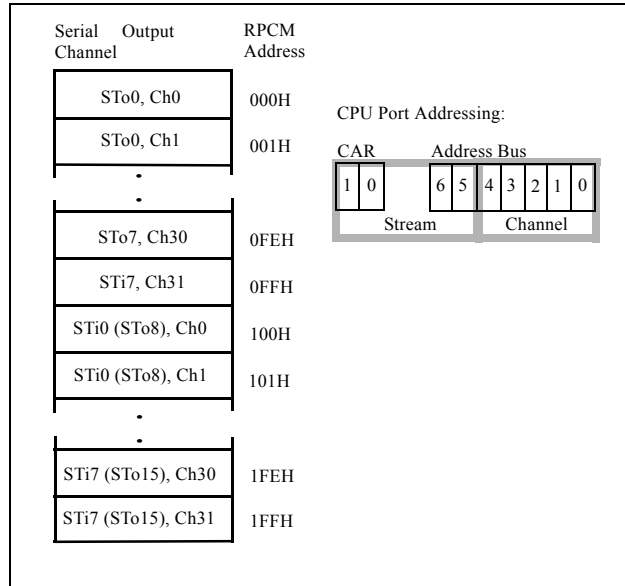 Serial Output
Channel
RPCM
Address
STo0, Ch0 000H
STo0, Ch1 001H
STo7, Ch30 0FEH
STi7, Ch31 0FFH
STi0 (STo8), Ch0 100H
STi0 (STo8), Ch1 101H
STi7 (STo15), Ch30 1FEH
STi7 (STo15), Ch31 1FFH
CPU Port Addressing:
CAR Address Bus
1 0 6 5 4 3 2 1 0
Stream Channel